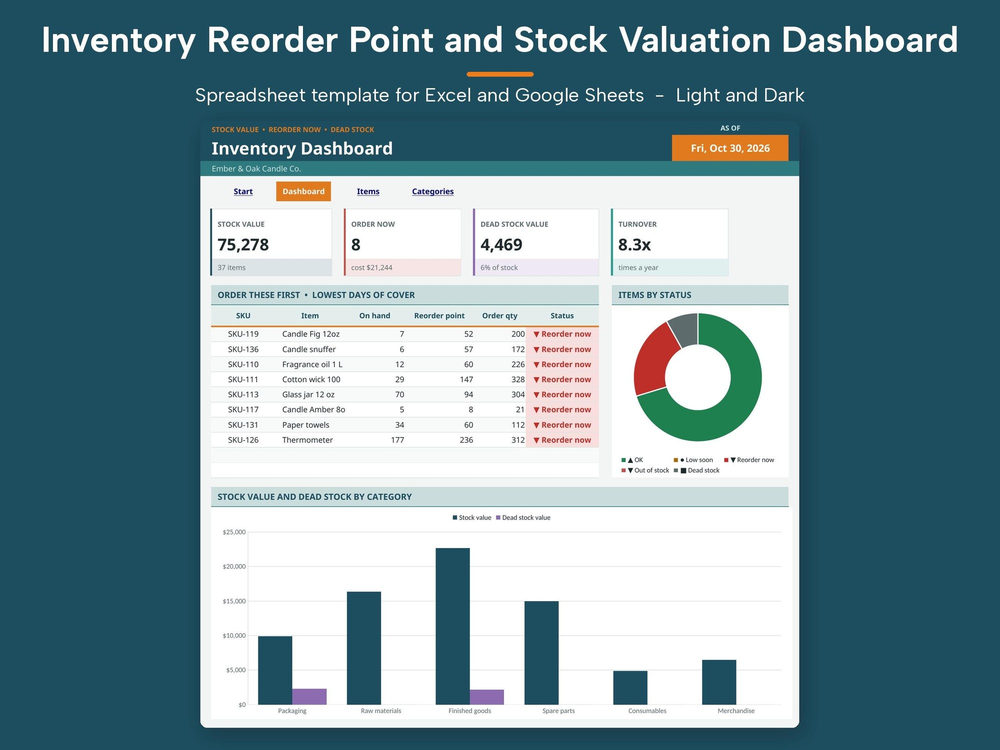 Inventory Reorder Point and Stock Valuation Dashboard
Spreadsheet template for Excel and Google Sheets – Light and Dark
STOCK VALUE • REORDER NOW • DEAD STOCK
AS OF
Inventory Dashboard
Fri, Oct 30, 2026
Ember & Oak Candle Co.
Start Dashboard Items Categories
STOCK VALUE ORDER NOW DEAD STOCK VALUE TURNOVER
75,278 8 4,469 8.3x
37 items cost $21,244 6% of stock times a year
ORDER THESE FIRST • LOWEST DAYS OF COVER
SKU Item On hand Reorder point Order qty Status
SKU-119 Candle Fig 12oz 7 52 200 ▼ Reorder now
SKU-136 Candle snuffer 6 57 172 ▼ Reorder now
SKU-110 Fragrance oil 1 L 12 60 226 ▼ Reorder now
SKU-111 Cotton wick 100 29 147 328 ▼ Reorder now
SKU-113 Glass jar 12 oz 70 94 304 ▼ Reorder now
SKU-117 Candle Amber 8o 5 8 21 ▼ Reorder now
SKU-131 Paper towels 34 60 112 ▼ Reorder now
SKU-126 Thermometer 177 236 312 ▼ Reorder now
ITEMS BY STATUS
▲ OK ● Low soon ▼ Reorder now
▼ Out of stock ■ Dead stock
STOCK VALUE AND DEAD STOCK BY CATEGORY
Stock value Dead stock value
$25,000
$20,000
$15,000
$10,000
$5,000
$0
Packaging Raw materials Finished goods Spare parts Consumables Merchandise